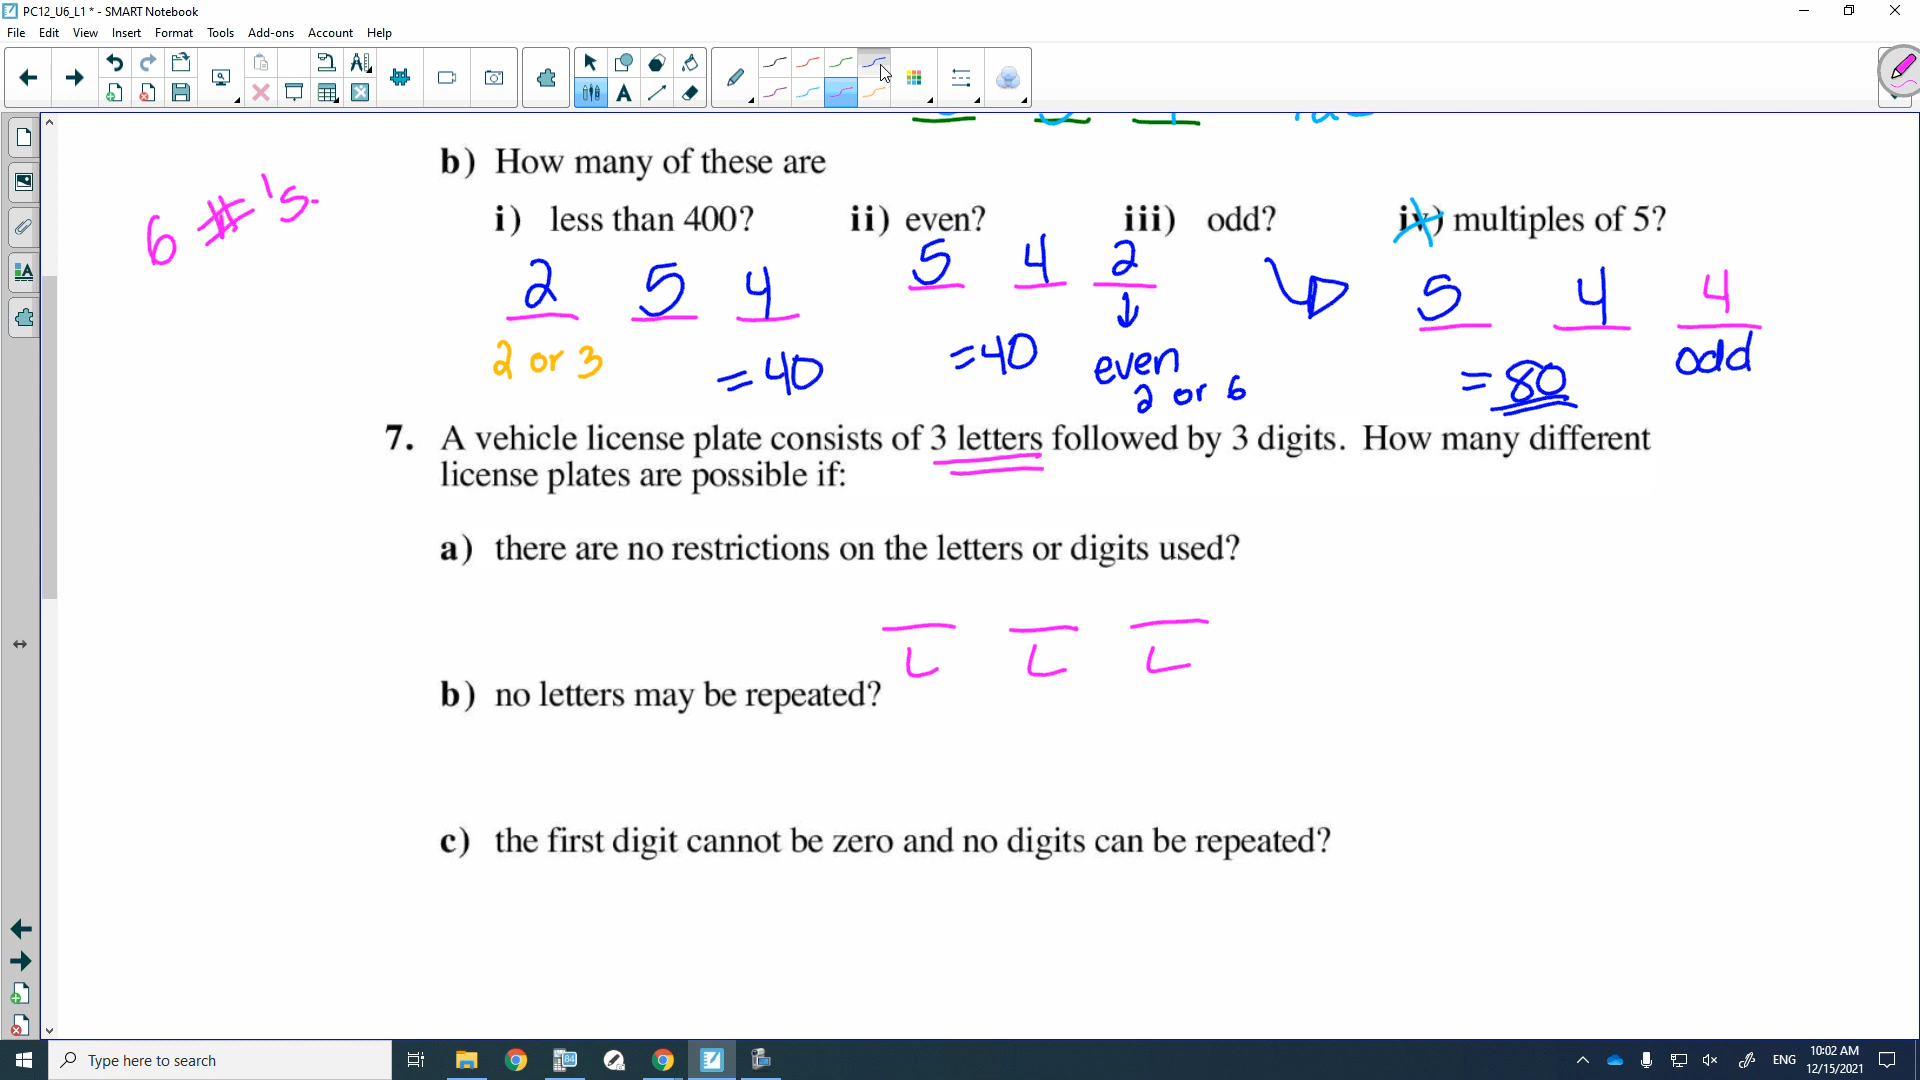 PC12_U6_L1 * - SMART Notebook
File Edit View Insert Format Tools Add-ons Account Help
b) How many of these are
6 #'s.
i) less than 400? ii) even? iii) odd? iv) multiples of 5?
2 5 4 5 4 2 5 4 4
2 or 3 = 40 = 40 even 2 or 6 = 80 odd
7. A vehicle license plate consists of 3 letters followed by 3 digits. How many different
license plates are possible if:
a) there are no restrictions on the letters or digits used?
L L L
b) no letters may be repeated?
c) the first digit cannot be zero and no digits can be repeated?
Type here to search
84
ENG
10:02 AM
12/15/2021